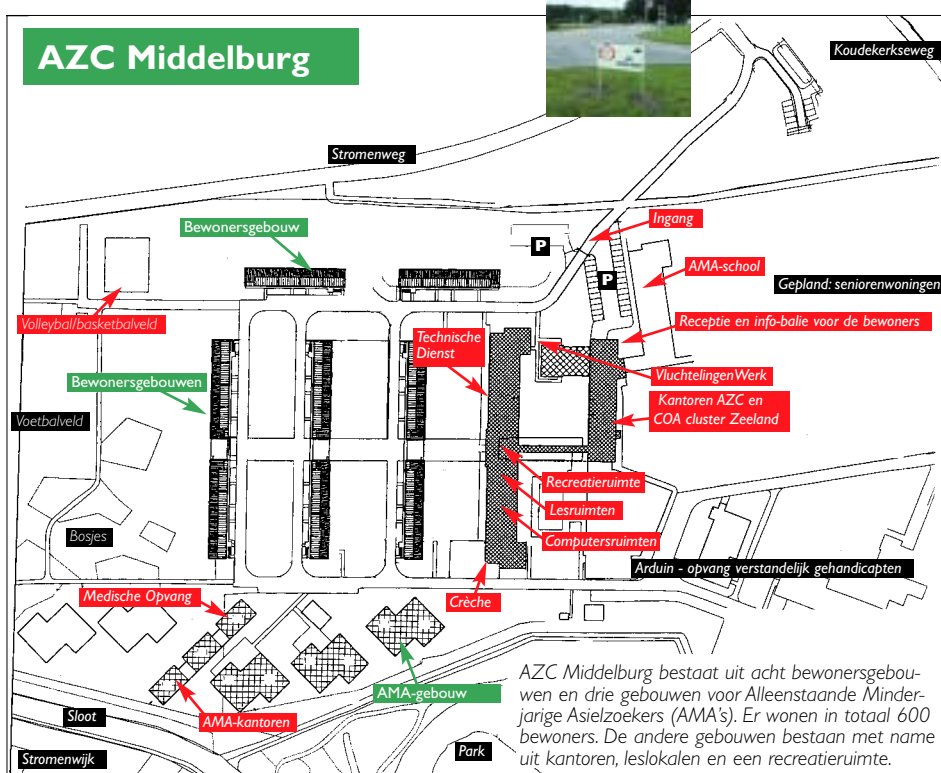 AZC Middelburg
Koudekerkseweg
Stromenweg
Ingang
Bewonersgebouw
P
AMA-school
P
Gepland: seniorenwoningen
Volleybal/basketbalveld
Receptie en info-balie voor de bewoners
Technische
Dienst
VluchtelingenWerk
Bewonersgebouwen
Kantoren AZC en
COA cluster Zeeland
Voetbalveld
Recreatieruimte
Lesruimten
Bosjes
Computersruimten
Arduin - opvang verstandelijk gehandicapten
Medische Opvang
Crèche
AMA-gebouw
AMA-kantoren
Sloot
Stromenwijk
Park
AZC Middelburg bestaat uit acht bewonersgebou-
wen en drie gebouwen voor Alleenstaande Minder-
jarige Asielzoekers (AMA's). Er wonen in totaal 600
bewoners. De andere gebouwen bestaan met name
uit kantoren, leslokalen en een recreatieruimte.